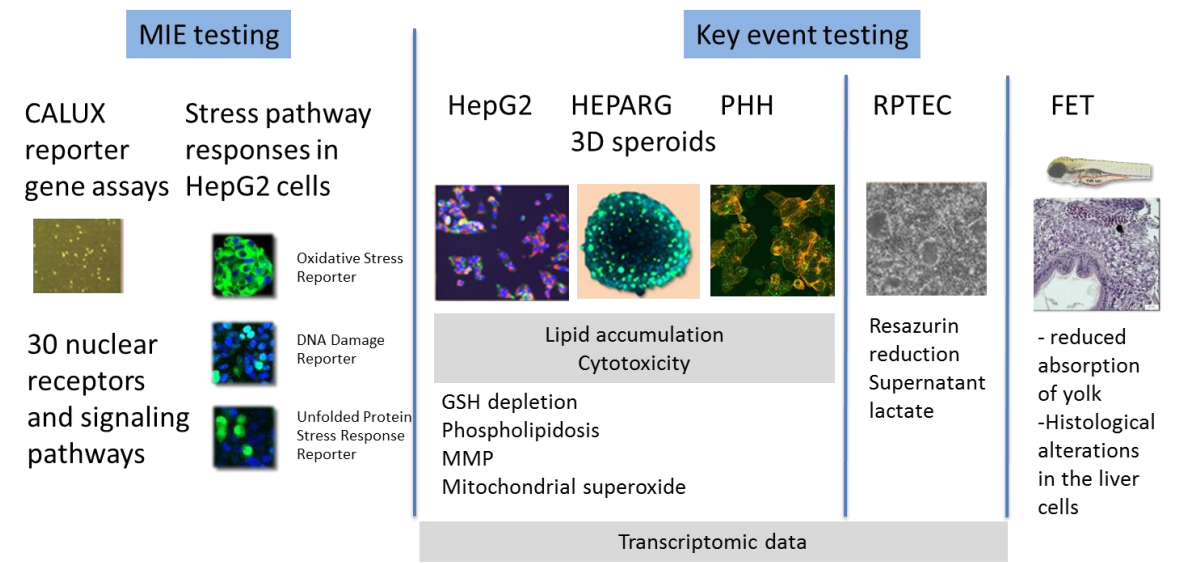 MIE testing
Key event testing
CALUX
reporter
gene assays
Stress pathway
responses in
HepG2 cells
Oxidative Stress
Reporter
DNA Damage
Reporter
Unfolded Protein
Stress Response
Reporter
30 nuclear
receptors
and signaling
pathways
HepG2
HEPARG
3D speroids
PHH
Lipid accumulation
Cytotoxicity
GSH depletion
Phospholipidosis
MMP
Mitochondrial superoxide
RPTEC
Resazurin
reduction
Supernatant
lactate
FET
- reduced
absorption
of yolk
-Histological
alterations
in the liver
cells
Transcriptomic data